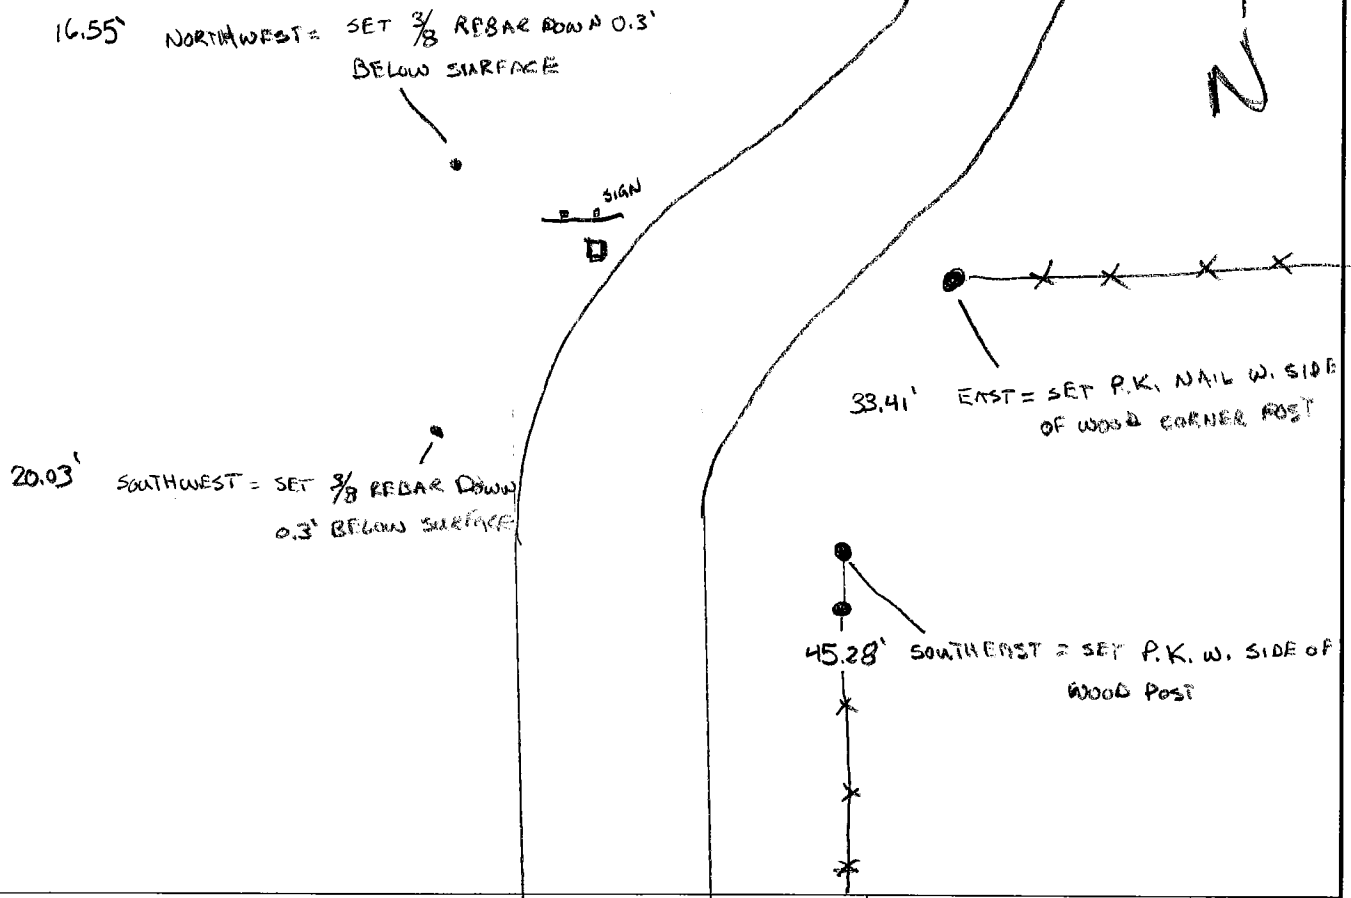 16.55' NORTHWEST = SET 3/8 REBAR DOWN 0.3'
BELOW SURFACE
N
SIGN
33.41' EAST = SET P.K. NAIL W. SIDE
OF WOOD CORNER POST
20.03' SOUTHWEST = SET 3/8 REBAR DOWN
0.3' BELOW SURFACE
45.28' SOUTHEAST = SET P.K. W. SIDE OF
WOOD POST